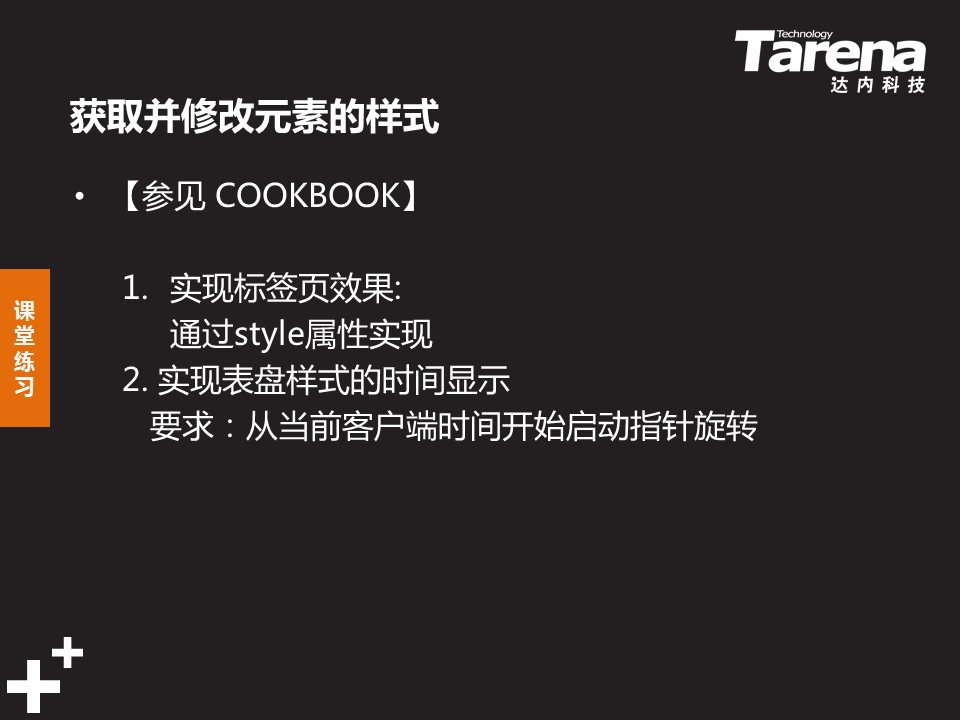 Technology
Tarena
达内科技
获取并修改元素的样式
• 【参见 COOKBOOK】
1. 实现标签页效果:
通过style属性实现
2. 实现表盘样式的时间显示
要求：从当前客户端时间开始启动指针旋转
课
堂
练
习